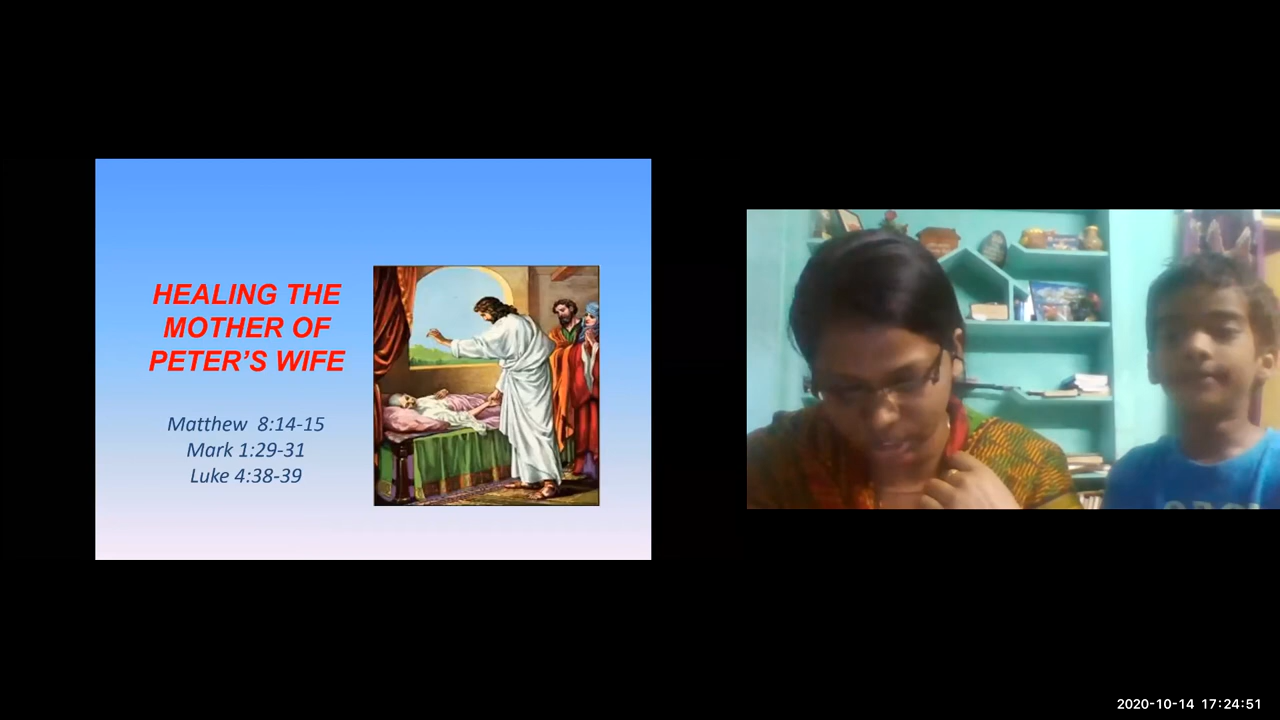 HEALING THE
MOTHER OF
PETER'S WIFE
Matthew  8:14-15
Mark 1:29-31
Luke 4:38-39
2020-10-14 17:24:51